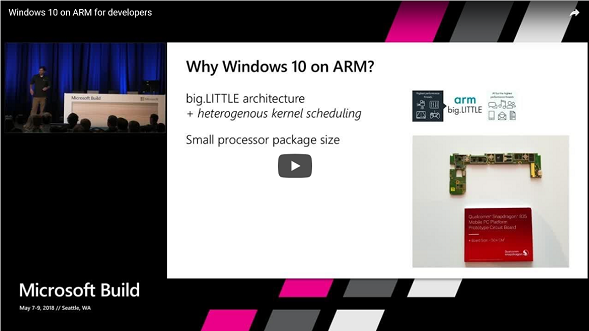 Windows 10 on ARM for developers
Microsoft Build
Why Windows 10 on ARM?
big.LITTLE architecture
+ heterogenous kernel scheduling
Small processor package size
arm
big.LITTLE
Qualcomm Snapdragon 835
Mobile PC Platform
Prototype Circuit Board
Microsoft Build
May 7-9, 2018 // Seattle, WA